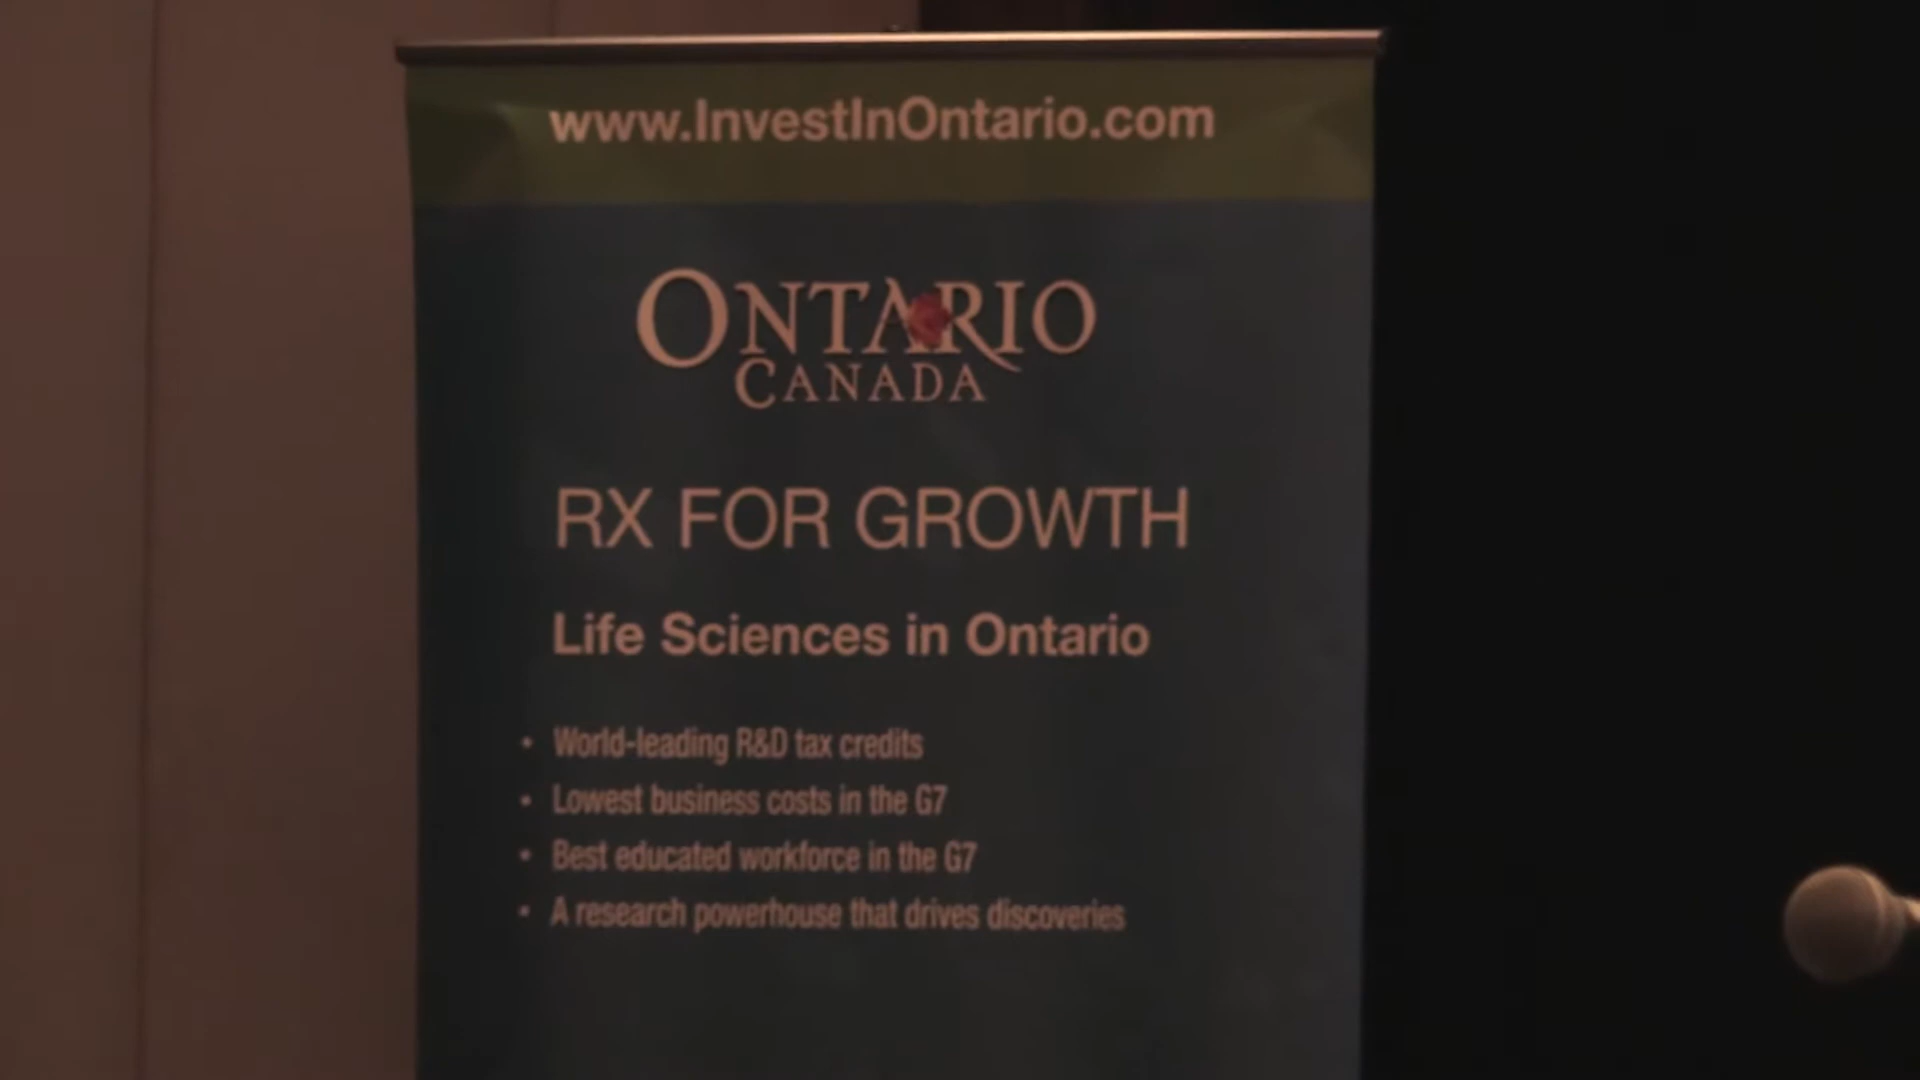 www.InvestInOntario.com
ONTARIO
CANADA
RX FOR GROWTH
Life Sciences in Ontario
• World-leading R&D tax credits
• Lowest business costs in the G7
• Best educated workforce in the G7
• A research powerhouse that drives discoveries